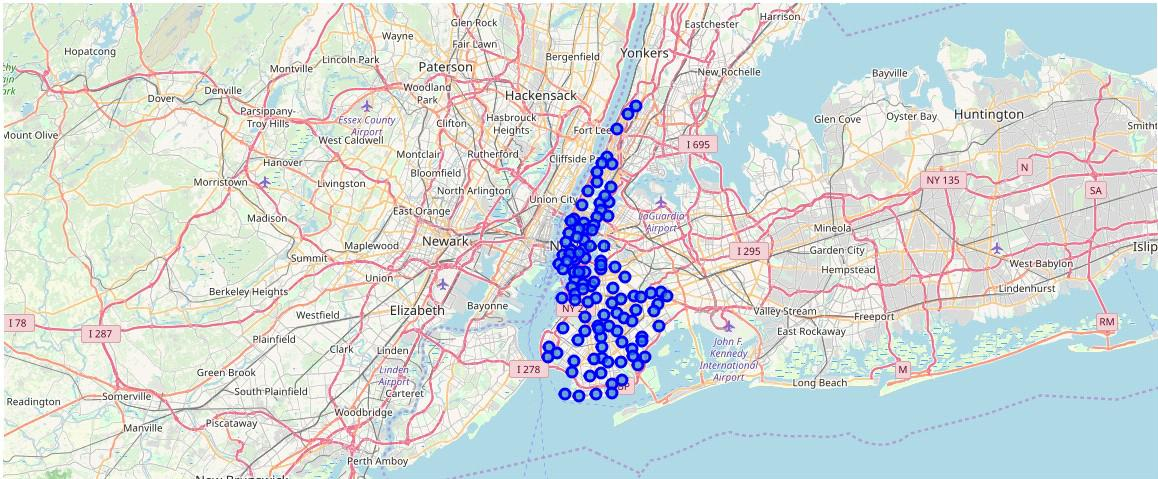 Glen Rock
Eastchester
Harrison
Wayne
Fair Lawn
Hopatcong
Lincoln Park
Bergenfield
Yonkers
Montville
Paterson
New Rochelle
Bayville
Denville
Woodland
Park
Hackensack
Dover
Parsippany-
Troy Hills
Essex County
Airport
Clifton
Hasbrouck
Heights
Fort Lee
Glen Cove
Oyster Bay
Huntington
Mount Olive
West Caldwell
I 695
Hanover
Montclair
Rutherford
Cliffside
N
Bloomfield
NY 135
SA
Morristown
Livingston
North Arlington
Union City
East Orange
LaGuardia
Airport
Madison
Mineola
Maplewood
Newark
I 295
Garden City
Summit
Hempstead
West Babylon
Union
Berkeley Heights
Lindenhurst
Bayonne
Elizabeth
Westfield
NY
Valley Stream
Freeport
I 78
I 287
East Rockaway
RM
Plainfield
Clark
Linden
John F.
Kennedy
International
Airport
Green Brook
Linden
Airport
I 278
M
Long Beach
Somerville
South Plainfield
Carteret
Readington
Woodbridge
Manville
Piscataway
Perth Amboy